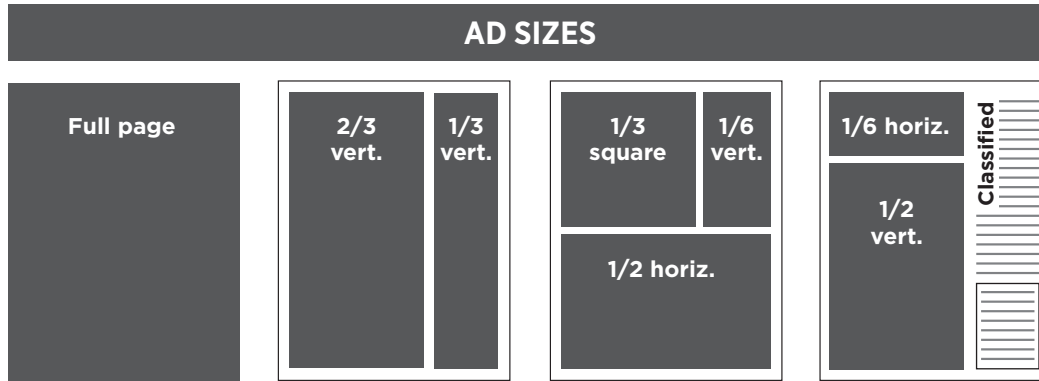 AD SIZES
Full page
2/3
vert.
1/3
vert.
1/3
square
1/6
vert.
1/2 horiz.
1/6 horiz.
1/2
vert.
Classified